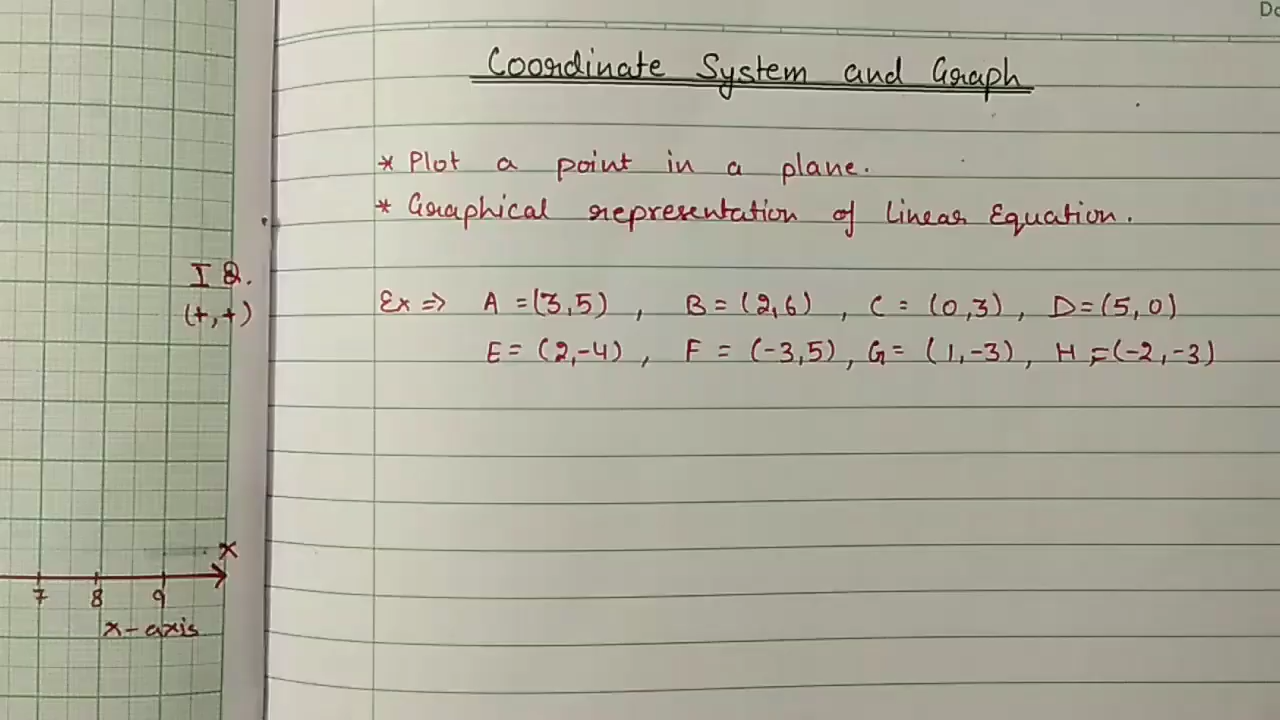 Coordinate System and Graph
* Plot a point in a plane.
* Graphical representation of Linear Equation.
Ex ⇒ A = (3,5) , B = (2,6) , C = (0,3) , D = (5,0)
E = (2,-4) , F = (-3,5) , G = (1,-3) , H = (-2,-3)
I Q.
(+,+)
X
7 8 9
x-axis